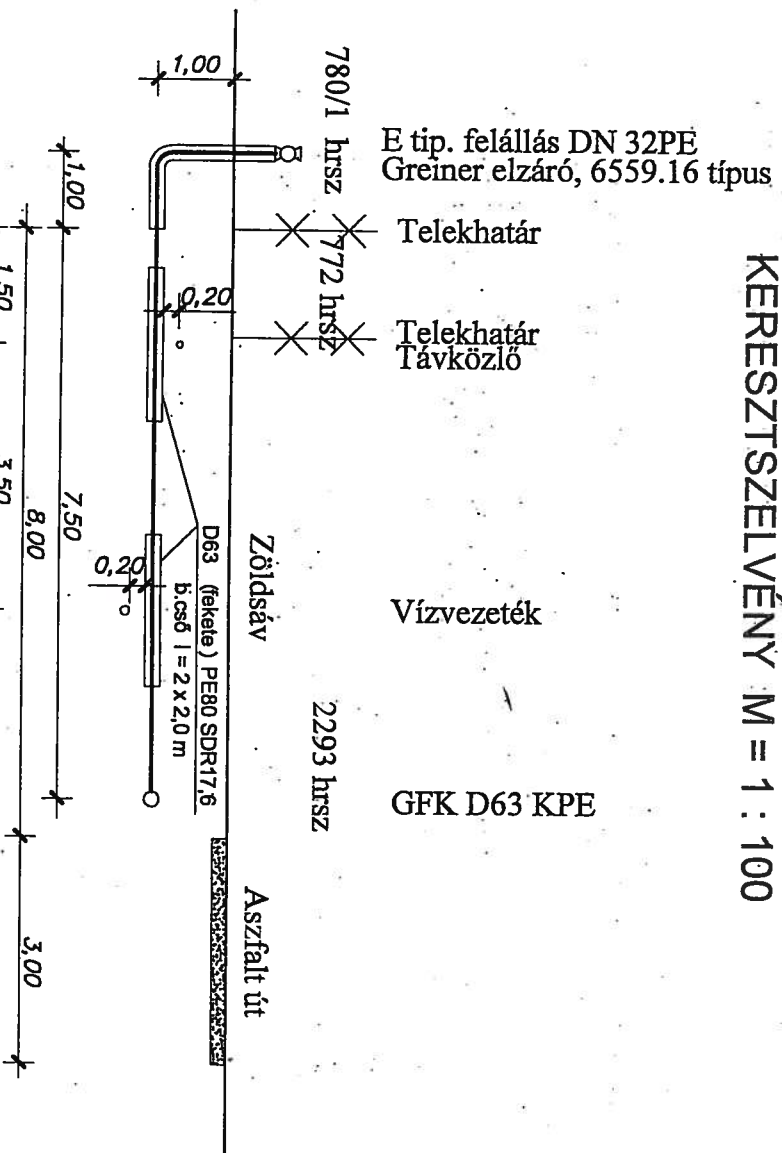 KERESZTSZELVÉNY M = 1 : 100
E tip. felállás DN 32PE
Greiner elzáró, 6559.16 típus
Telekhatár
Telekhatár
Távközlő
Vízvezeték
GFK D63 KPE
780/1 hrsz
772 hrsz
2293 hrsz
Zöldsáv
Aszfalt út
1,00
0,20
0,20
D63 (fekete) PE80 SDR17,6
b.cső l = 2 x 2,0 m
1,00
7,50
8,00
3,00
1,50
3,50